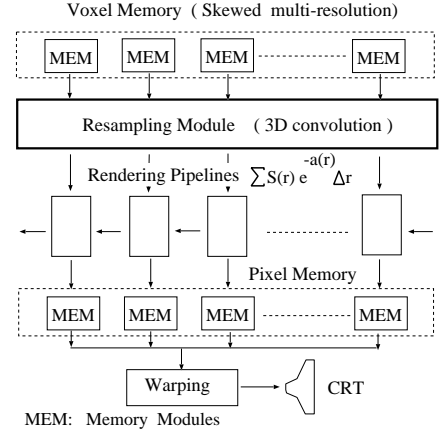 Voxel Memory ( Skewed multi-resolution)
MEM MEM MEM MEM
Resampling Module ( 3D convolution )
Rendering Pipelines ∑ S(r) e^-a(r) Δr
Pixel Memory
MEM MEM MEM MEM
Warping
CRT
MEM: Memory Modules